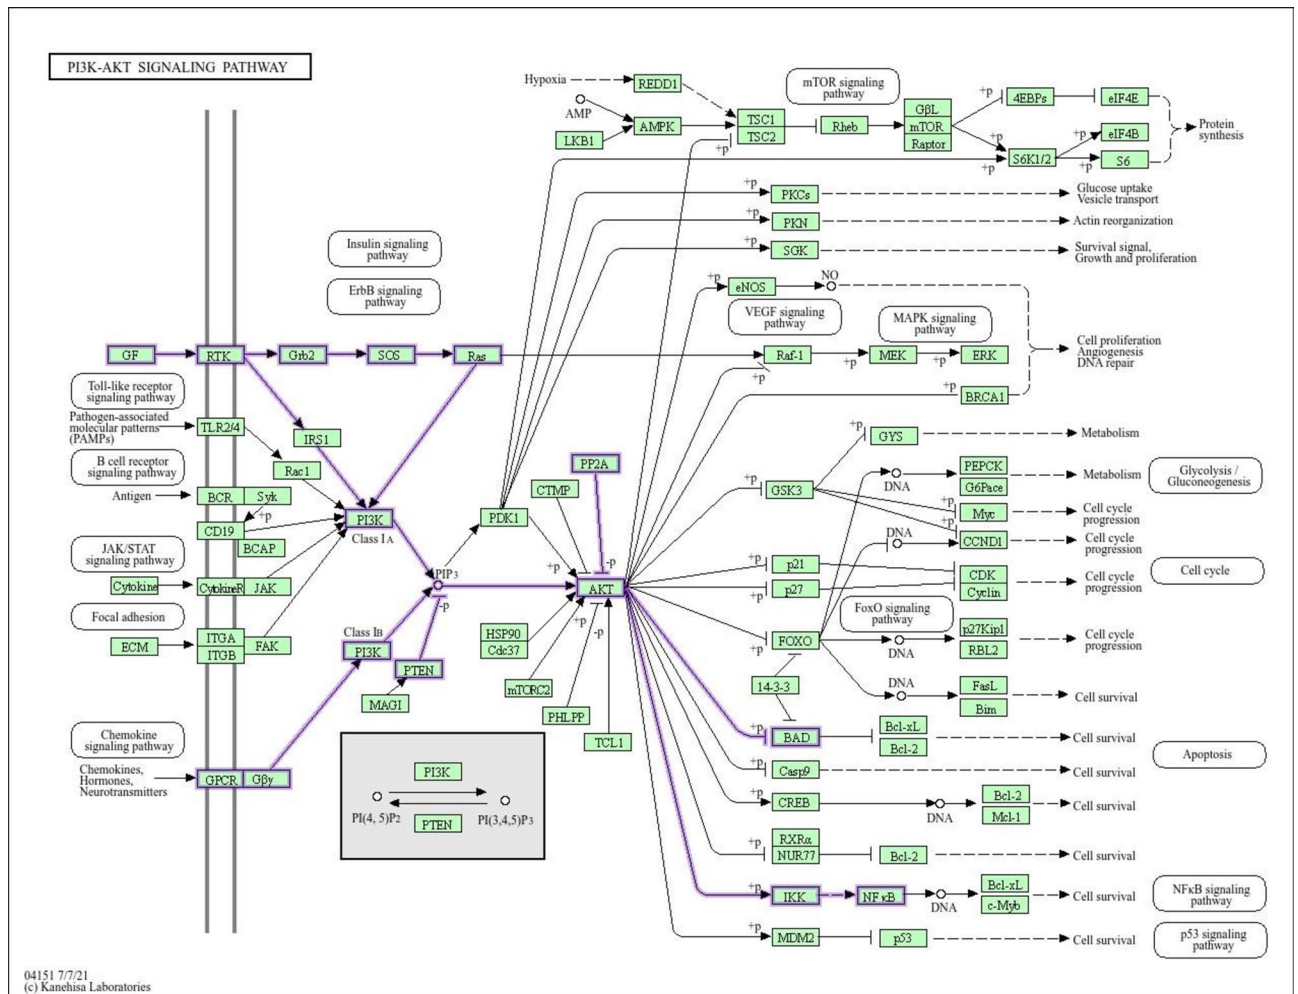 PI3K-AKT SIGNALING PATHWAY
Hypoxia
REDD1
mTOR signaling
pathway
AMP
LKB1
AMPK
TSC1
TSC2
+p
Rheb
GβL
mTOR
Raptor
+p
4EBPs
eIF4E
+p
S6K1/2
+p
+p
eIF4B
+p
S6
Protein
synthesis
+p
PKCs
Glucose uptake
Vesicle transport
+p
PKN
Actin reorganization
+p
SGK
Survival signal,
Growth and proliferation
Insulin signaling
pathway
ErbB signaling
pathway
+p
eNOS
NO
VEGF signaling
pathway
MAPK signaling
pathway
GF
RTK
Grb2
SOS
Ras
Raf-1
+p
+p
MEK
+p
ERK
+p
BRCA1
Cell proliferation
Angiogenesis
DNA repair
Toll-like receptor
signaling pathway
Pathogen-associated
molecular patterns
(PAMPs)
TLR2/4
IRS1
Rac1
B cell receptor
signaling pathway
Antigen
BCR
Syk
+p
CD19
BCAP
PI3K
Class IA
JAK/STAT
signaling pathway
Cytokine
CytokineR
JAK
Focal adhesion
ECM
ITGA
ITGB
FAK
PIP3
-p
Class IB
PI3K
PTEN
MAGI
Chemokine
signaling pathway
Chemokines,
Hormones,
Neurotransmitters
GPCR
Gβγ
PDK1
CTMP
PP2A
+p
-p
AKT
HSP90
Cdc37
+p
-p
mTORC2
PHLPP
TCL1
PI3K
PI(4, 5)P2
PI(3,4,5)P3
PTEN
+p
GSK3
+p
GYS
Metabolism
DNA
PEPCK
G6Pace
Metabolism
Glycolysis /
Gluconeogenesis
+p
Myc
Cell cycle
progression
DNA
+p
CCND1
Cell cycle
progression
+p
p21
+p
p27
CDK
Cyclin
Cell cycle
progression
Cell cycle
FoxO signaling
pathway
+p
FOXO
DNA
p27Kip1
RBL2
Cell cycle
progression
14-3-3
DNA
FasL
Bim
Cell survival
+p
BAD
Bcl-xL
Bcl-2
Cell survival
Apoptosis
+p
Casp9
Cell survival
+p
CREB
DNA
Bcl-2
Mcl-1
Cell survival
+p
RXRα
NUR77
Bcl-2
Cell survival
+p
IKK
NFκB
DNA
Bcl-xL
c-Myb
Cell survival
NFκB signaling
pathway
+p
MDM2
p53
Cell survival
p53 signaling
pathway
04151 7/7/21
(c) Kanehisa Laboratories